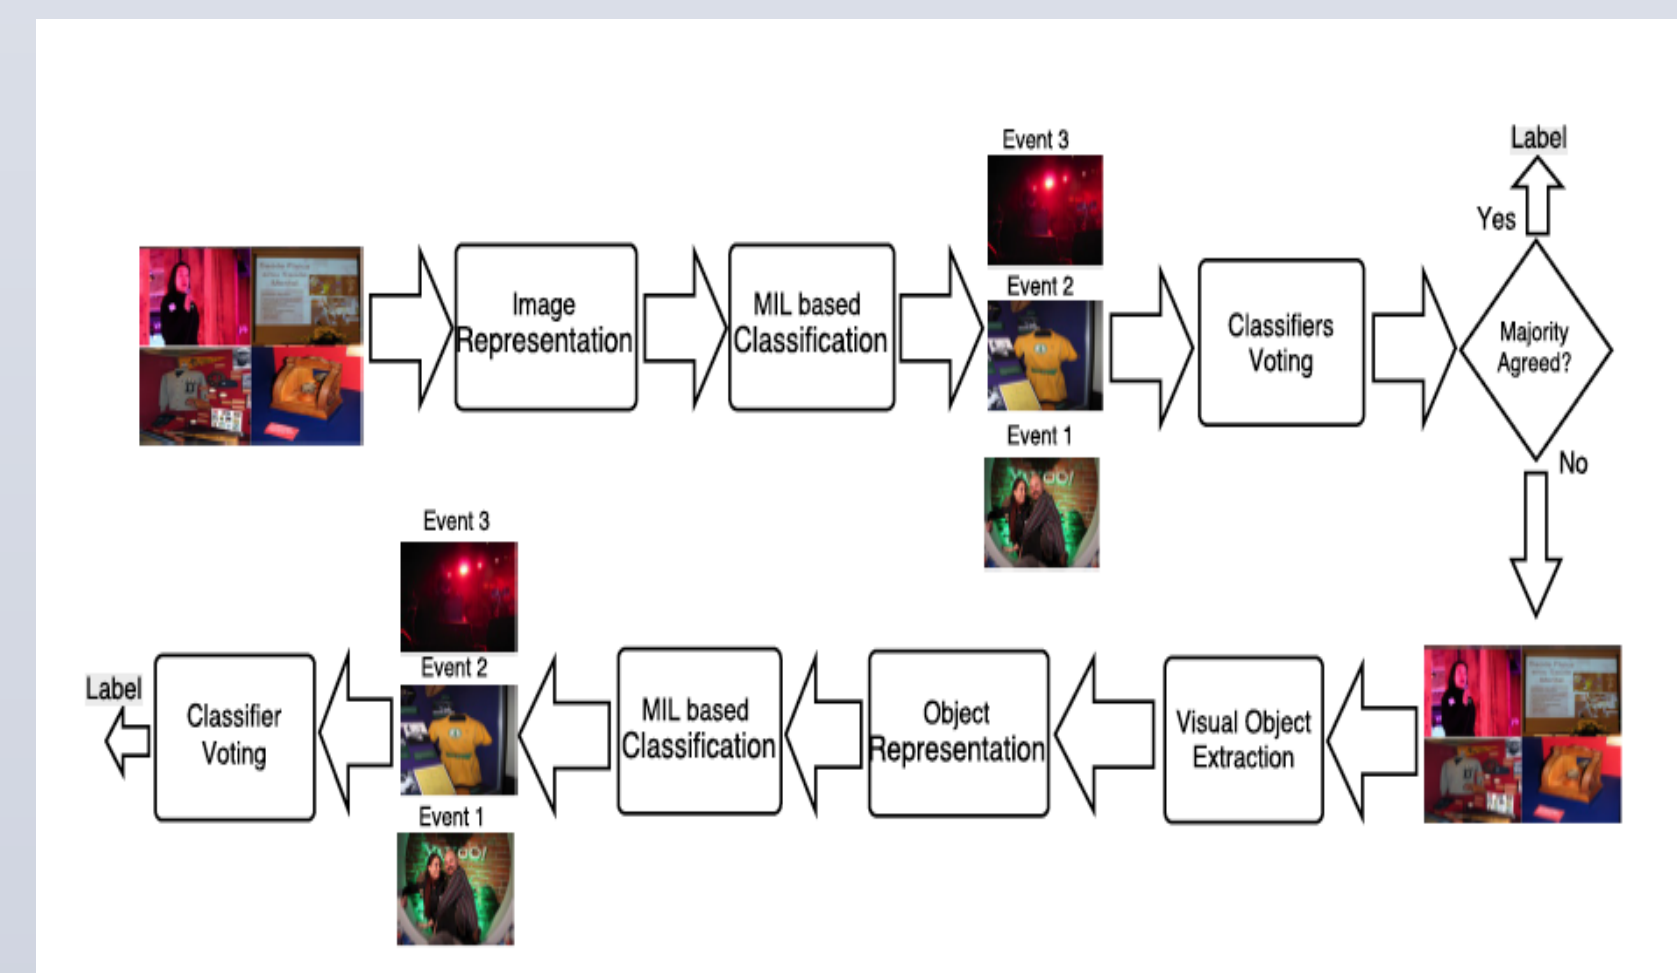 Event 3
Label
Yes
Event 2
Image
Representation
MIL based
Classification
Classifiers
Voting
Majority
Agreed?
Event 1
No
Event 3
Event 2
Label
Classifier
Voting
MIL based
Classification
Object
Representation
Visual Object
Extraction
Event 1